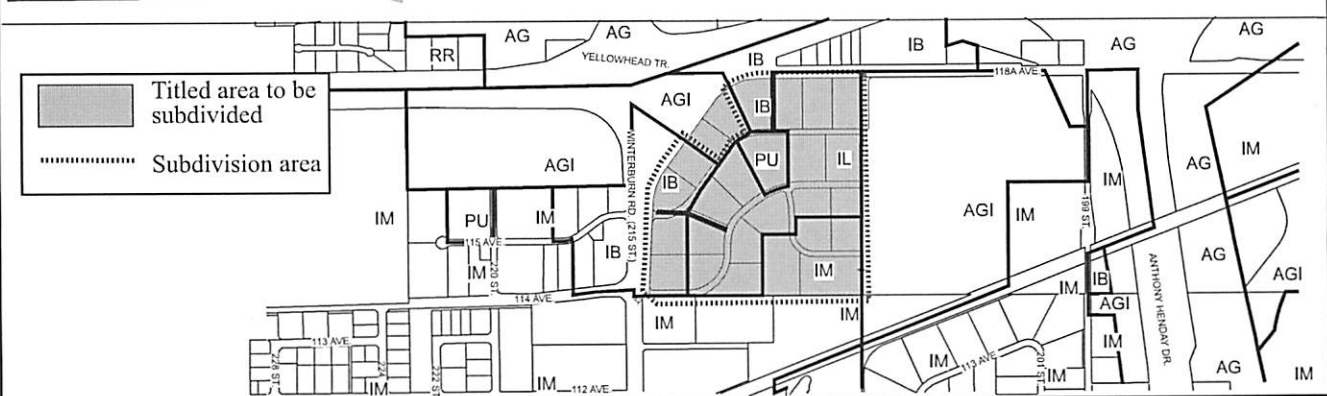 AG
AG
AG
AG
IB
IB
RR
YELLOWHEAD TR.
118A AVE.
Titled area to be
subdivided
Subdivision area
AGI
IB
AGI
WINTERBURN RD (215 ST.)
IB
PU
IL
IM
PU
IM
115 AVE.
IM
IB
220 ST.
114 AVE.
IM
IM
IM
AGI
IM
199 ST.
IM
AG
IM
ANTHONY HENDAY DR.
AG
AGI
IM
IB
AGI
IM
113 AVE.
228 ST.
224
222 ST.
IM
IM
112 AVE.
IM
113 AVE.
201 ST.
IM
AG
IM